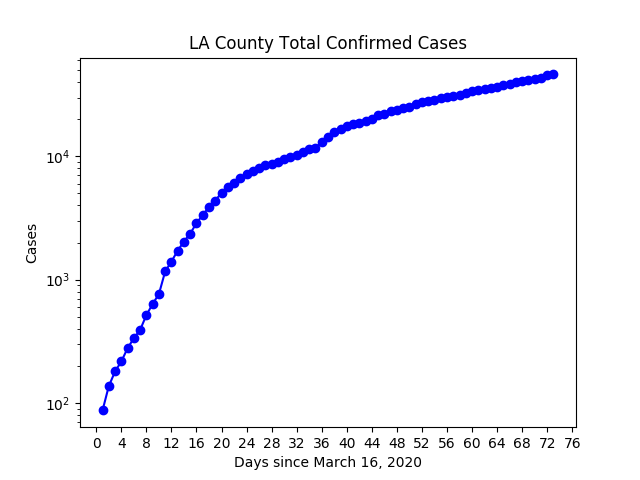 LA County Total Confirmed Cases
Cases
10^4
10^3
10^2
0 4 8 12 16 20 24 28 32 36 40 44 48 52 56 60 64 68 72 76
Days since March 16, 2020